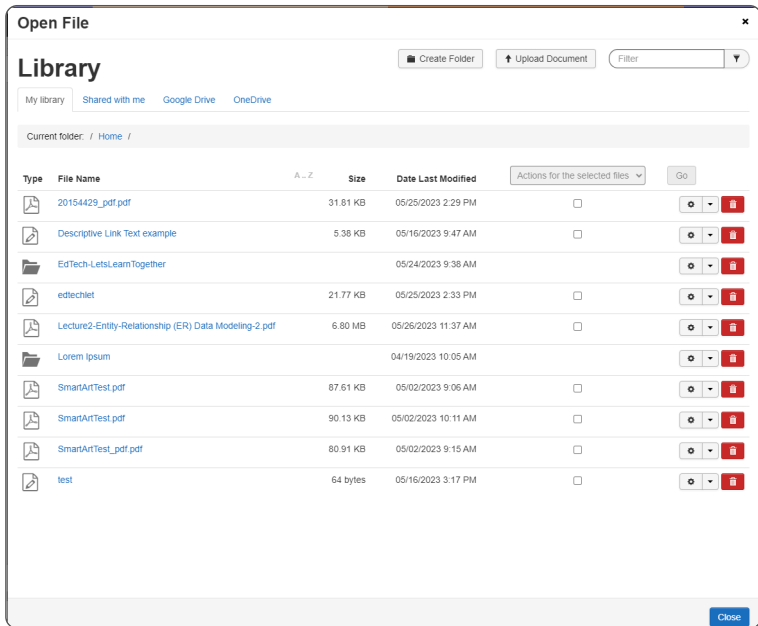 Open File
Library
Create Folder
Upload Document
Filter
My library Shared with me Google Drive OneDrive
Current folder: / Home /
Type File Name A - Z Size Date Last Modified Actions for the selected files Go
20154429_pdf.pdf 31.81 KB 05/25/2023 2:29 PM
Descriptive Link Text example 5.38 KB 05/16/2023 9:47 AM
EdTech-LetsLearnTogether 05/24/2023 9:38 AM
edtechlet 21.77 KB 05/25/2023 2:33 PM
Lecture2-Entity-Relationship (ER) Data Modeling-2.pdf 6.80 MB 05/26/2023 11:37 AM
Lorem Ipsum 04/19/2023 10:05 AM
SmartArtTest.pdf 87.61 KB 05/02/2023 9:06 AM
SmartArtTest.pdf 90.13 KB 05/02/2023 10:11 AM
SmartArtTest_pdf.pdf 80.91 KB 05/02/2023 9:15 AM
test 64 bytes 05/16/2023 3:17 PM
Close